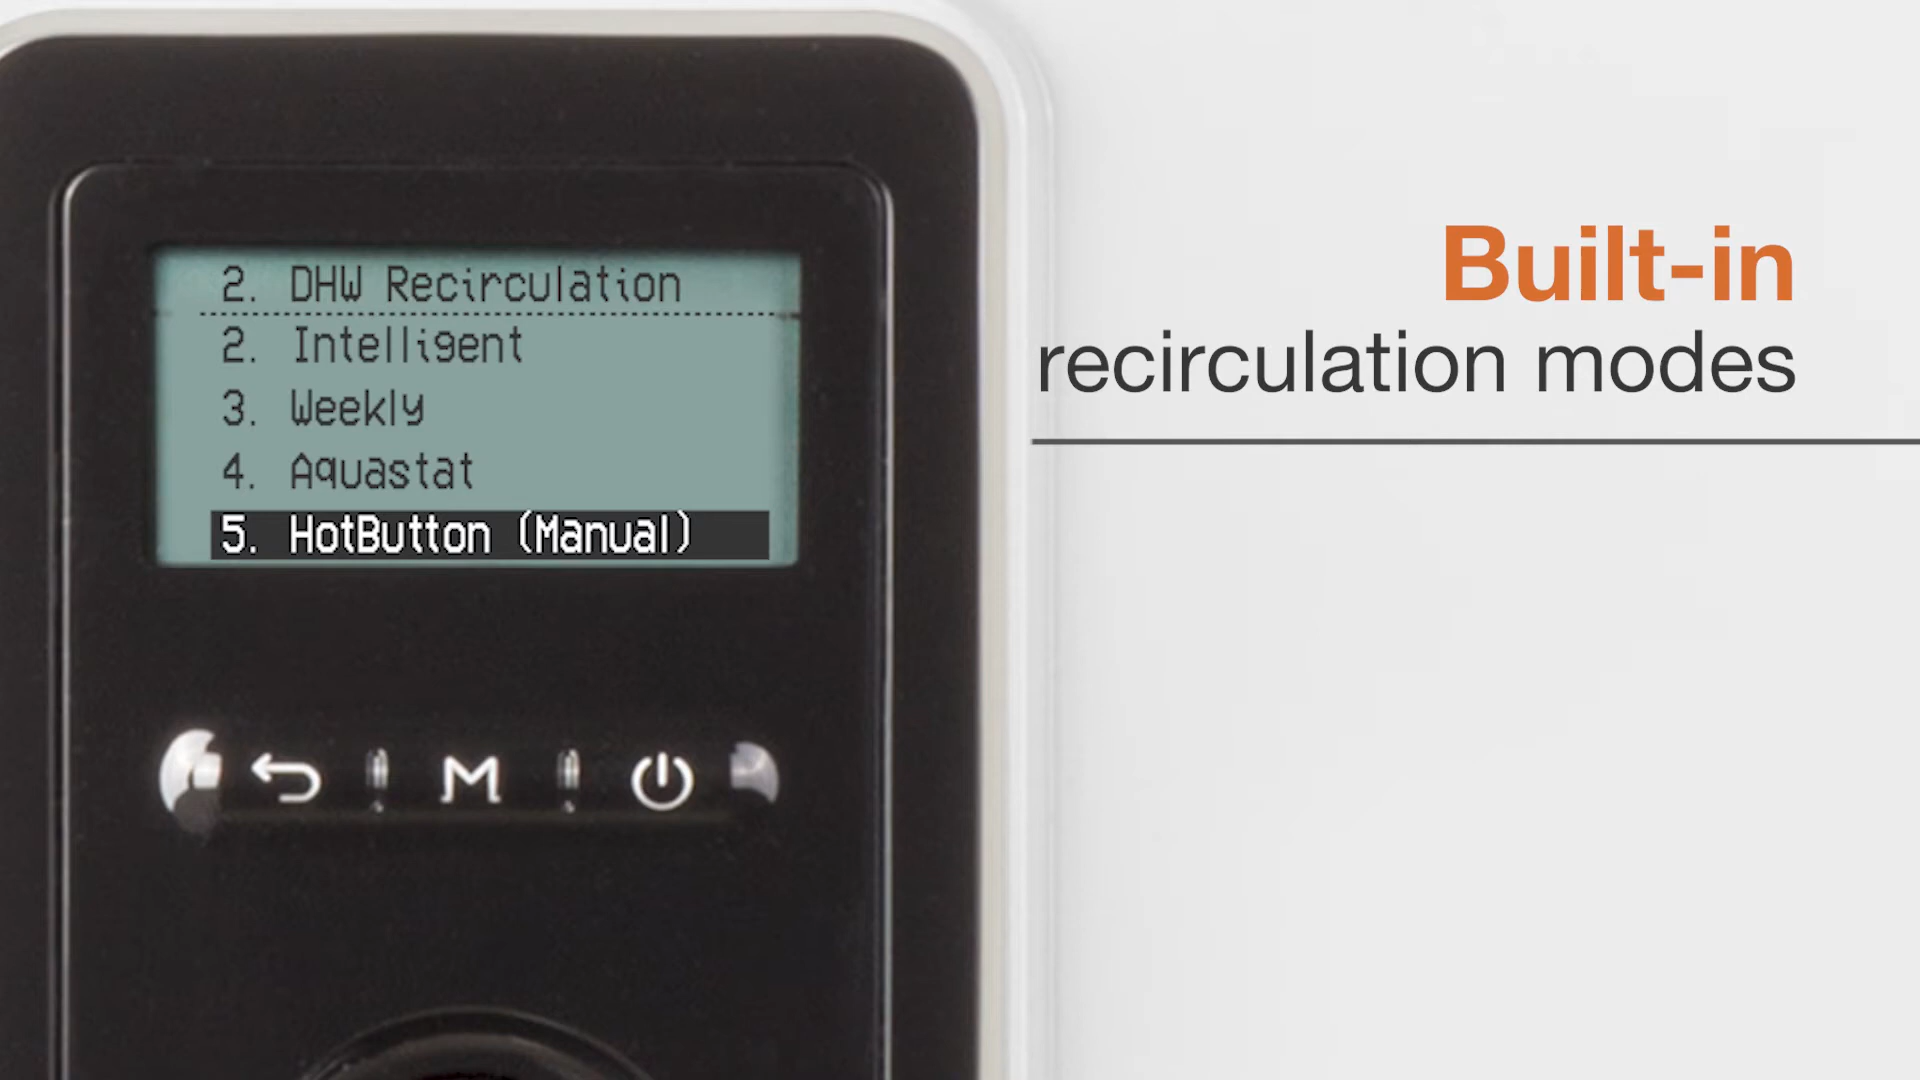 2. DHW Recirculation
2. Intelligent
3. Weekly
4. Aquastat
5. HotButton (Manual)
M
Built-in
recirculation modes